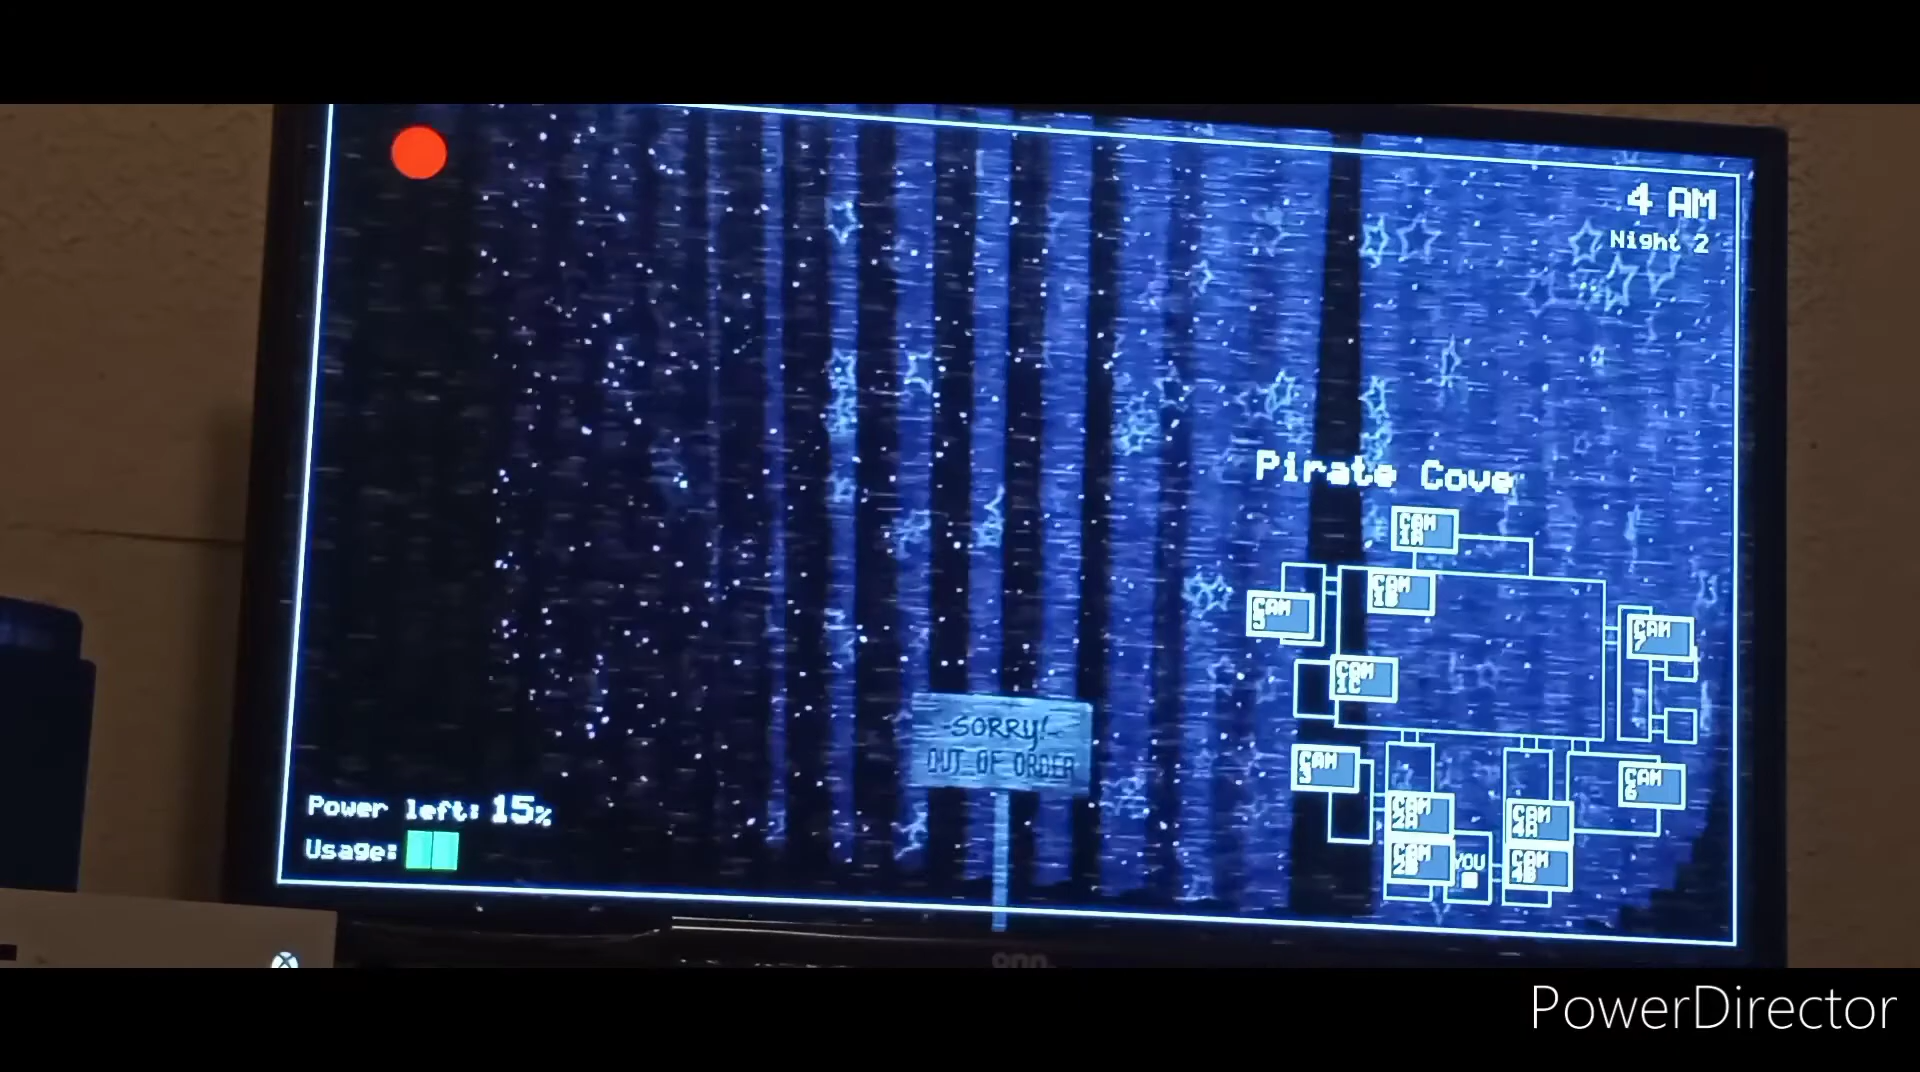 4 AM
Night 2
Pirate Cove
CAM
1A
CAM
1B
CAM
5
CAM
7
CAM
1C
-SORRY!-
OUT OF ORDER
CAM
3
CAM
6
CAM
2A
CAM
4A
CAM
2B
YOU
CAM
4B
Power left: 15%
Usage:
onn.
PowerDirector